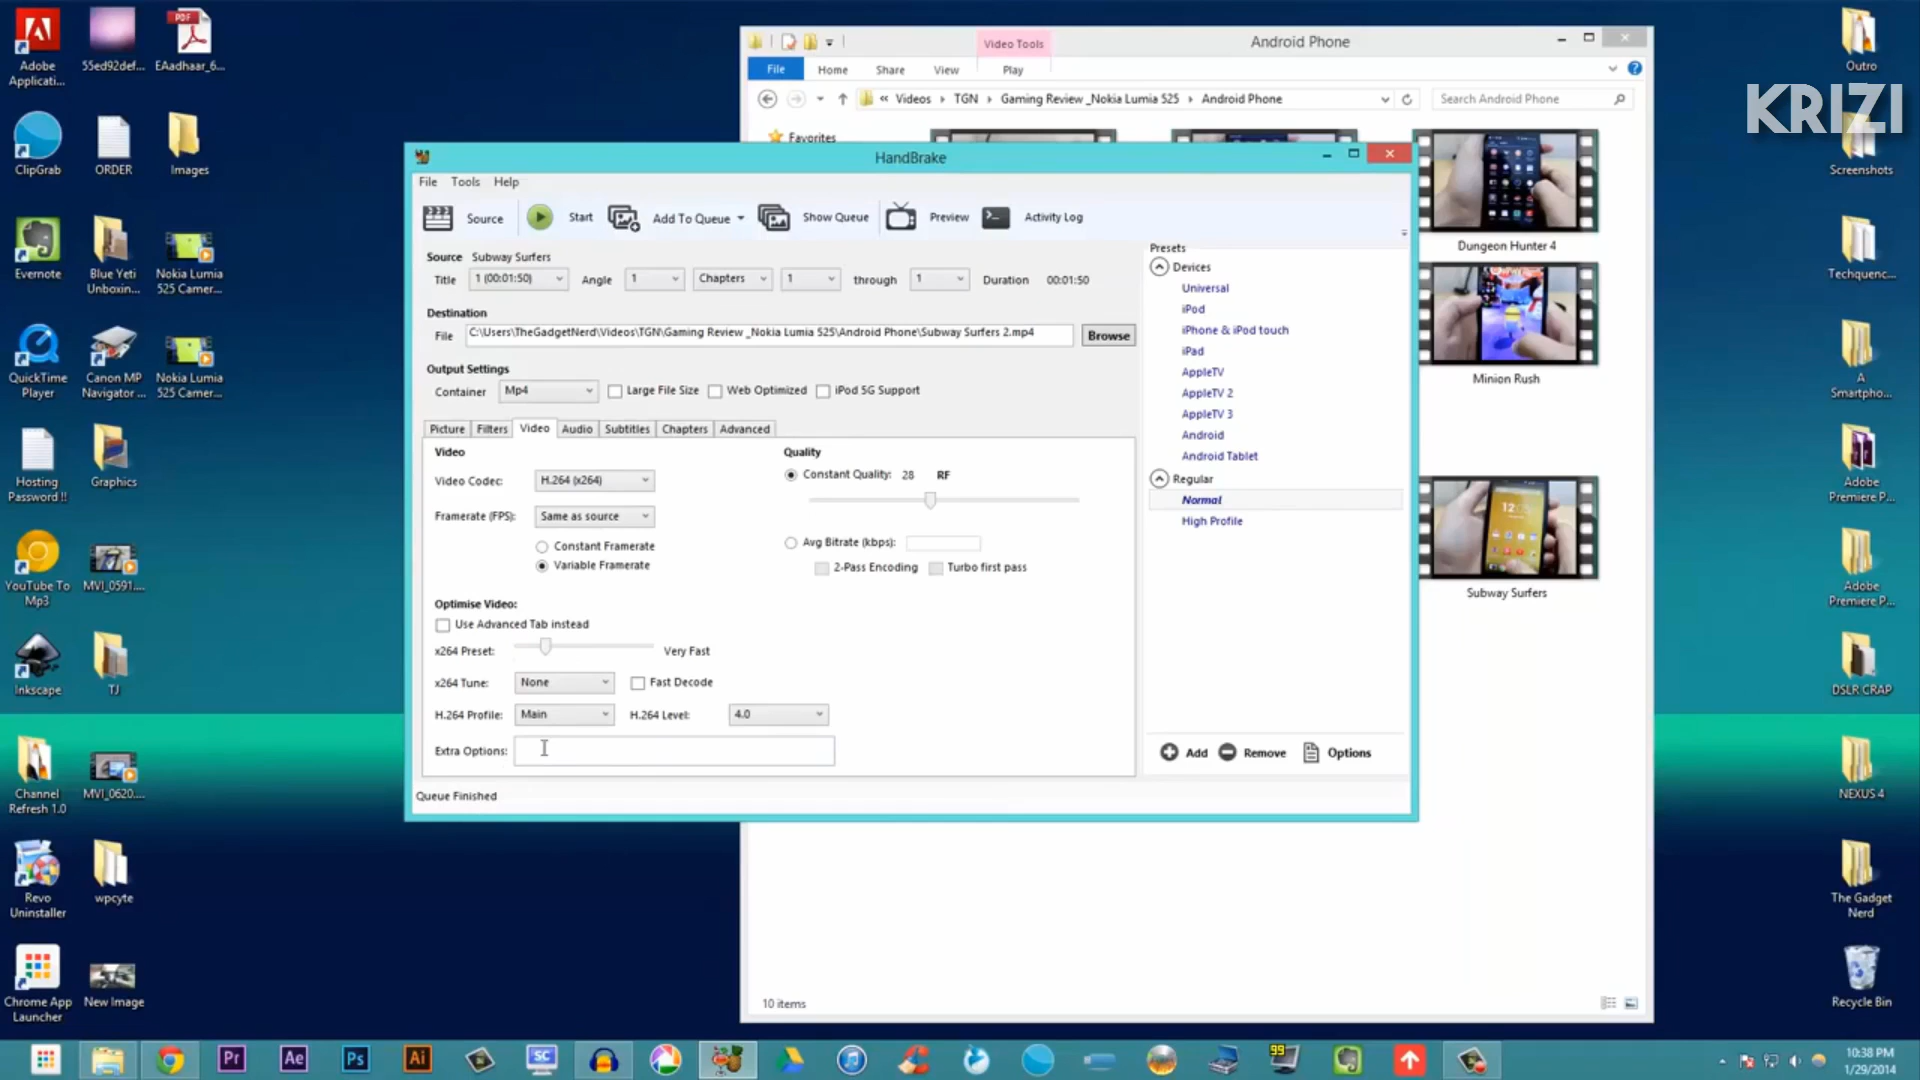 Adobe
Applicati...
55ed92def...
PDF
EAadhaar_6...
ClipGrab
ORDER
Images
Evernote
Blue Yeti
Unboxin...
Nokia Lumia
525 Camer...
QuickTime
Player
Canon MP
Navigator ...
Nokia Lumia
525 Camer...
Hosting
Password !!
Graphics
YouTube To
Mp3
MVI_0591....
Inkscape
TJ
Channel
Refresh 1.0
MVI_0620....
Revo
Uninstaller
wpcyte
Chrome App
Launcher
New Image
Video Tools
Android Phone
File
Home
Share
View
Play
« Videos
TGN
Gaming Review _Nokia Lumia 525
Android Phone
Search Android Phone
Favorites
Dungeon Hunter 4
Minion Rush
Subway Surfers
10 items
HandBrake
File
Tools
Help
Source
Start
Add To Queue
Show Queue
Preview
Activity Log
Source
Subway Surfers
Title
1 (00:01:50)
Angle
1
Chapters
1
through
1
Duration
00:01:50
Destination
File
C:\Users\TheGadgetNerd\Videos\TGN\Gaming Review _Nokia Lumia 525\Android Phone\Subway Surfers 2.mp4
Browse
Output Settings
Container
Mp4
Large File Size
Web Optimized
iPod 5G Support
Picture
Filters
Video
Audio
Subtitles
Chapters
Advanced
Video
Video Codec:
H.264 (x264)
Framerate (FPS):
Same as source
Constant Framerate
Variable Framerate
Quality
Constant Quality:
28
RF
Avg Bitrate (kbps):
2-Pass Encoding
Turbo first pass
Optimise Video:
Use Advanced Tab instead
x264 Preset:
Very Fast
x264 Tune:
None
Fast Decode
H.264 Profile:
Main
H.264 Level:
4.0
Extra Options:
Queue Finished
Presets
Devices
Universal
iPod
iPhone & iPod touch
iPad
AppleTV
AppleTV 2
AppleTV 3
Android
Android Tablet
Regular
Normal
High Profile
Add
Remove
Options
KRIZI
Outro
Screenshots
Techquenc...
A
Smartpho...
Adobe
Premiere P...
Adobe
Premiere P...
DSLR CRAP
NEXUS 4
The Gadget
Nerd
Recycle Bin
Pr
Ae
Ps
Ai
SC
99
10:38 PM
1/29/2014